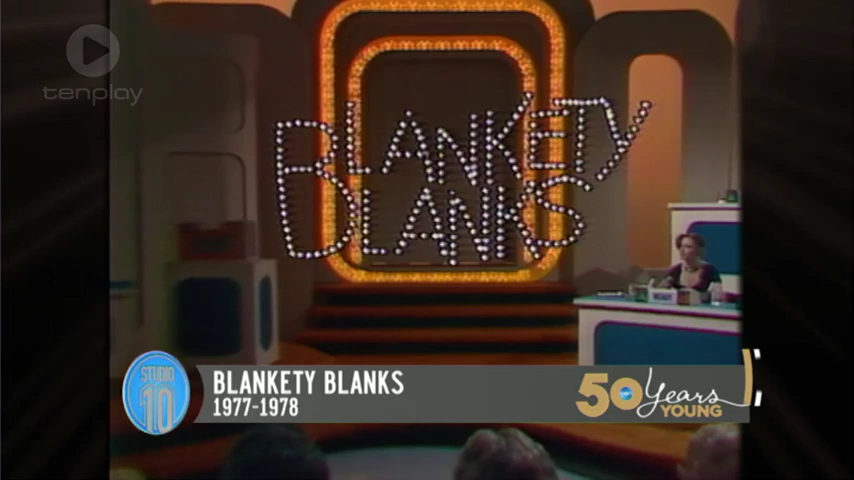 tenplay
BLANKETY
BLANKS
STUDIO
10
BLANKETY BLANKS
1977-1978
50 Years
YOUNG